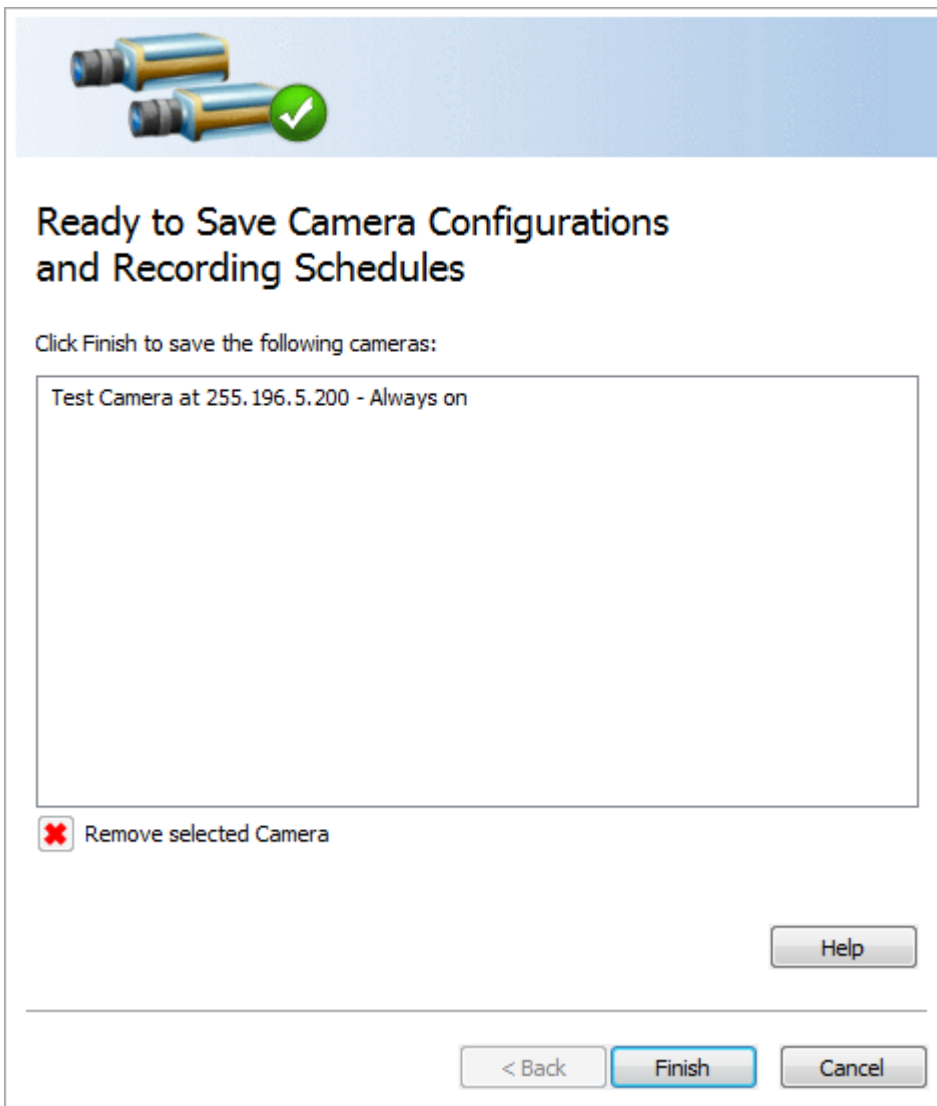 Ready to Save Camera Configurations
and Recording Schedules
Click Finish to save the following cameras:
Test Camera at 255.196.5.200 - Always on
Remove selected Camera
Help
< Back
Finish
Cancel